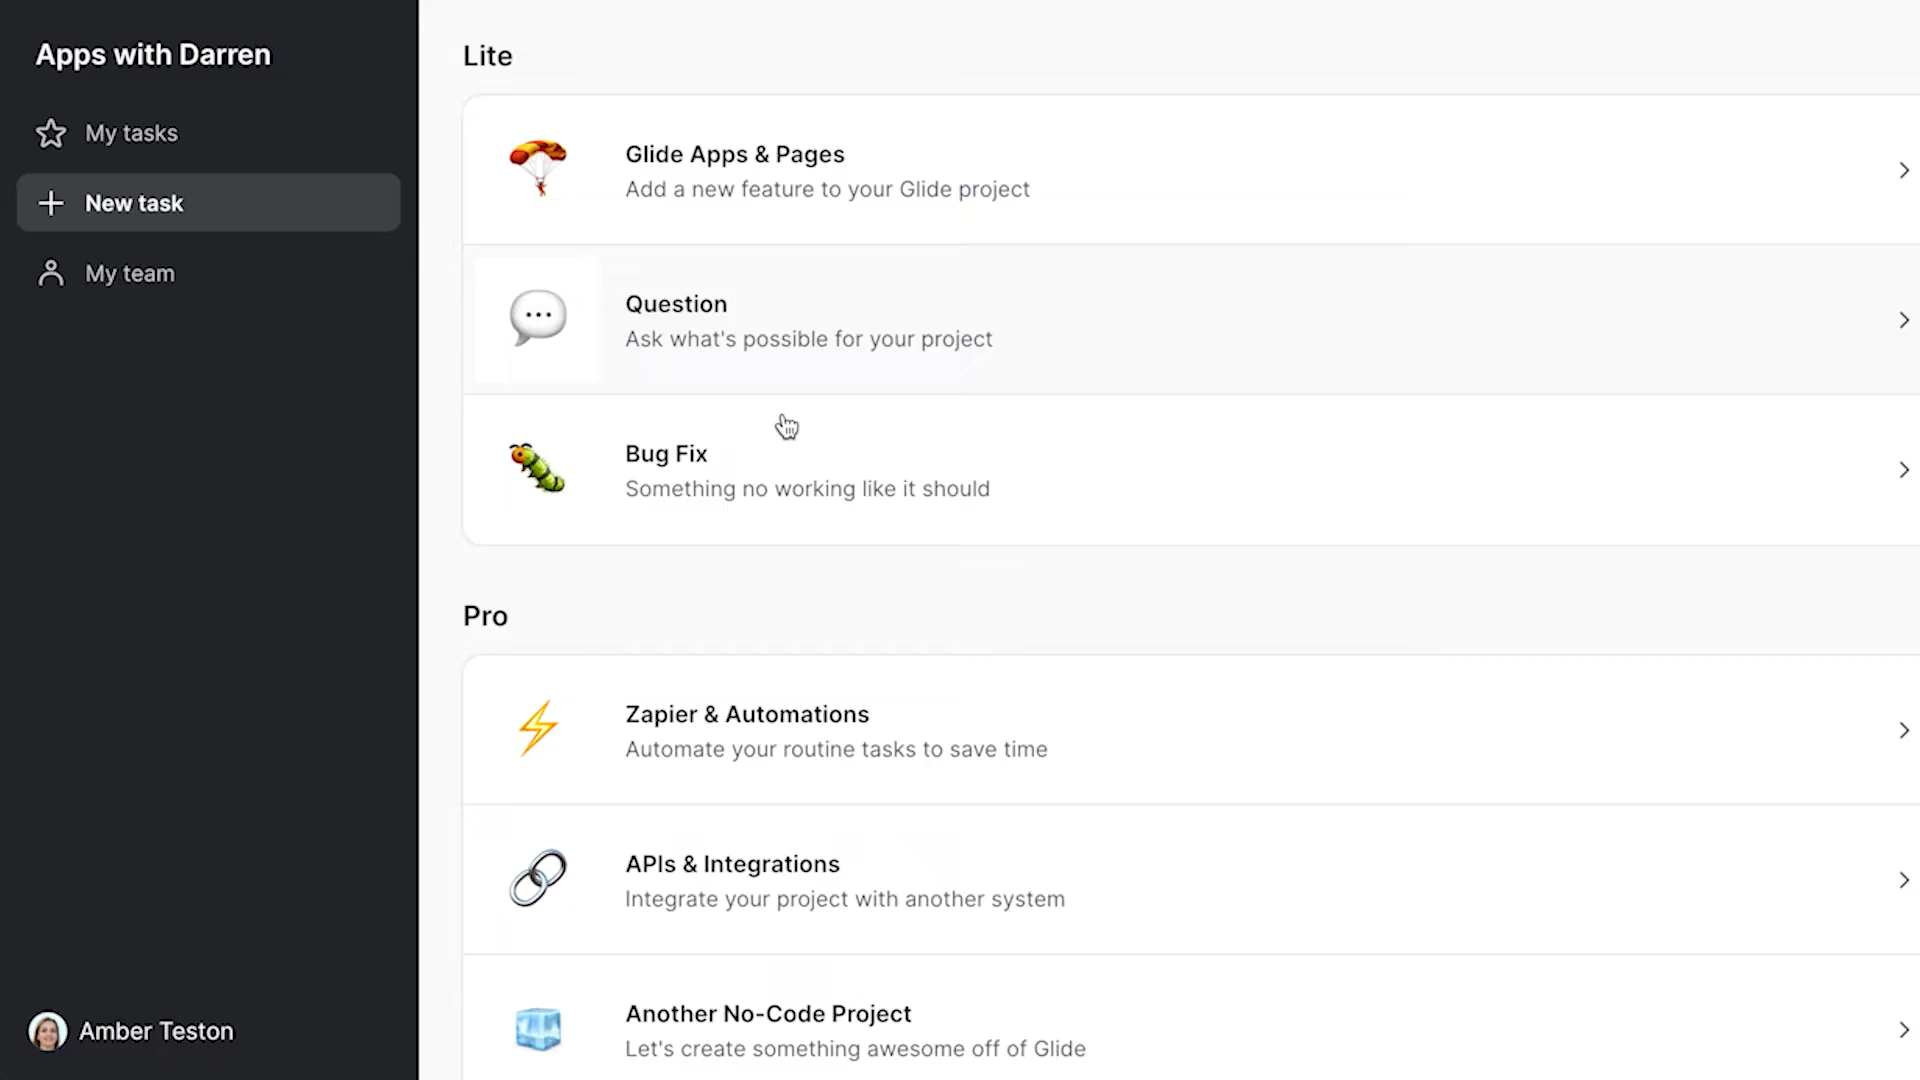 Apps with Darren
My tasks
New task
My team
Amber Teston
Lite
Glide Apps & Pages
Add a new feature to your Glide project
Question
Ask what's possible for your project
Bug Fix
Something no working like it should
Pro
Zapier & Automations
Automate your routine tasks to save time
APIs & Integrations
Integrate your project with another system
Another No-Code Project
Let's create something awesome off of Glide